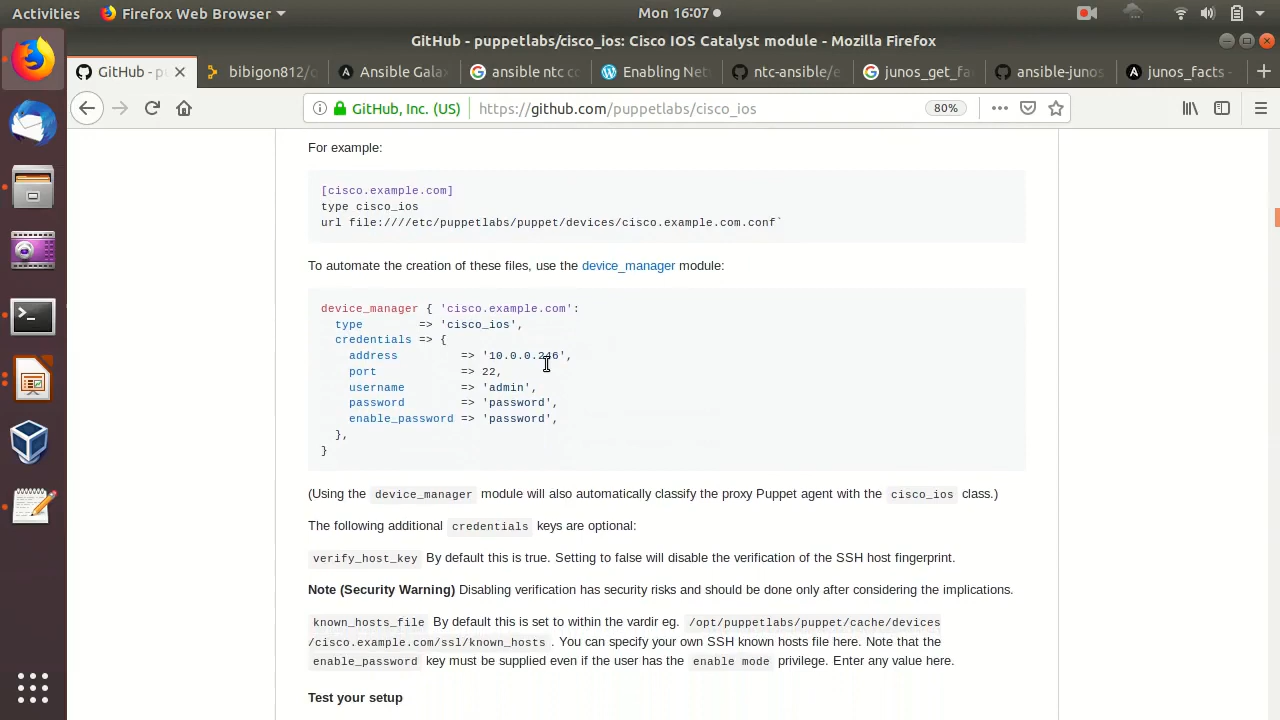 Activities
Firefox Web Browser
Mon 16:07
GitHub - puppetlabs/cisco_ios: Cisco IOS Catalyst module - Mozilla Firefox
GitHub - p
bibigon812/
Ansible Gala
ansible ntc c
Enabling Net
ntc-ansible/
junos_get_fa
ansible-junos
junos_facts -
GitHub, Inc. (US)
https://github.com/puppetlabs/cisco_ios
80%
For example:
[cisco.example.com]
type cisco_ios
url file:////etc/puppetlabs/puppet/devices/cisco.example.com.conf`
To automate the creation of these files, use the device_manager module:
device_manager { 'cisco.example.com':
type => 'cisco_ios',
credentials => {
address => '10.0.0.246',
port => 22,
username => 'admin',
password => 'password',
enable_password => 'password',
},
}
(Using the device_manager module will also automatically classify the proxy Puppet agent with the cisco_ios class.)
The following additional credentials keys are optional:
verify_host_key By default this is true. Setting to false will disable the verification of the SSH host fingerprint.
Note (Security Warning) Disabling verification has security risks and should be done only after considering the implications.
known_hosts_file By default this is set to within the vardir eg. /opt/puppetlabs/puppet/cache/devices
/cisco.example.com/ssl/known_hosts . You can specify your own SSH known hosts file here. Note that the
enable_password key must be supplied even if the user has the enable mode privilege. Enter any value here.
Test your setup